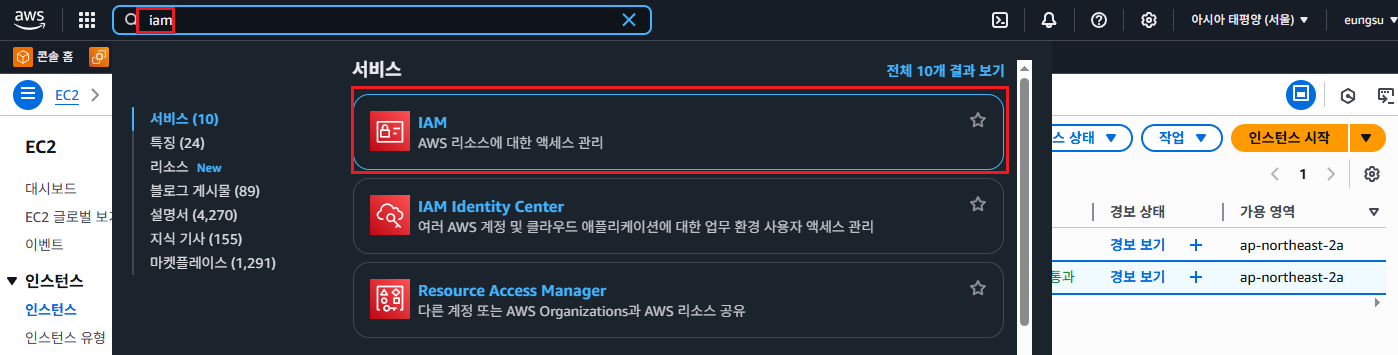 aws
iam
아시아 태평양 (서울)
eungsu
콘솔 홈
EC2
EC2
대시보드
EC2 글로벌 보기
이벤트
인스턴스
인스턴스
인스턴스 유형
서비스 (10)
특징 (24)
리소스 New
블로그 게시물 (89)
설명서 (4,270)
지식 기사 (155)
마켓플레이스 (1,291)
서비스
전체 10개 결과 보기
IAM
AWS 리소스에 대한 액세스 관리
IAM Identity Center
여러 AWS 계정 및 클라우드 애플리케이션에 대한 업무 환경 사용자 액세스 관리
Resource Access Manager
다른 계정 또는 AWS Organizations과 AWS 리소스 공유
스 상태
작업
인스턴스 시작
1
경보 상태
가용 영역
경보 보기
ap-northeast-2a
통과
경보 보기
ap-northeast-2a